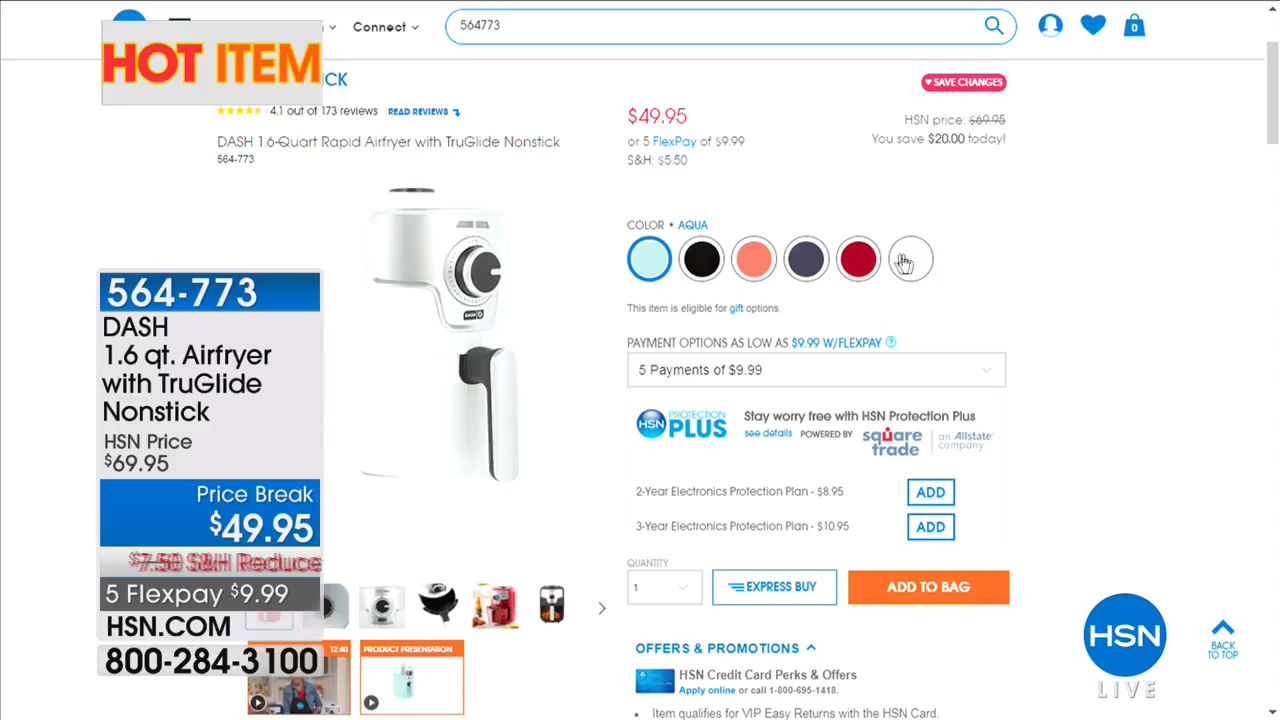 HOT ITEM
Connect
564773
0
CK
SAVE CHANGES
4.1 out of 173 reviews READ REVIEWS
DASH 1.6-Quart Rapid Airfryer with TruGlide Nonstick
564-773
$49.95
or 5 FlexPay of $9.99
S&H: $5.50
HSN price: $69.95
You save $20.00 today!
COLOR • AQUA
This item is eligible for gift options.
PAYMENT OPTIONS AS LOW AS $9.99 W/FLEXPAY ?
5 Payments of $9.99
HSN PROTECTION PLUS
Stay worry free with HSN Protection Plus
see details POWERED BY square trade | an Allstate company
2-Year Electronics Protection Plan - $8.95 ADD
3-Year Electronics Protection Plan - $10.95 ADD
QUANTITY
1
EXPRESS BUY
ADD TO BAG
OFFERS & PROMOTIONS
HSN Credit Card Perks & Offers
Apply online or call 1-800-695-1418.
• Item qualifies for VIP Easy Returns with the HSN Card.
DASH
564-773
DASH
1.6 qt. Airfryer
with TruGlide
Nonstick
HSN Price
$69.95
Price Break
$49.95
$7.50 S&H Reduce
5 Flexpay $9.99
HSN.COM
800-284-3100
12:40
PRODUCT PRESENTATION
HSN
LIVE
BACK
TO TOP